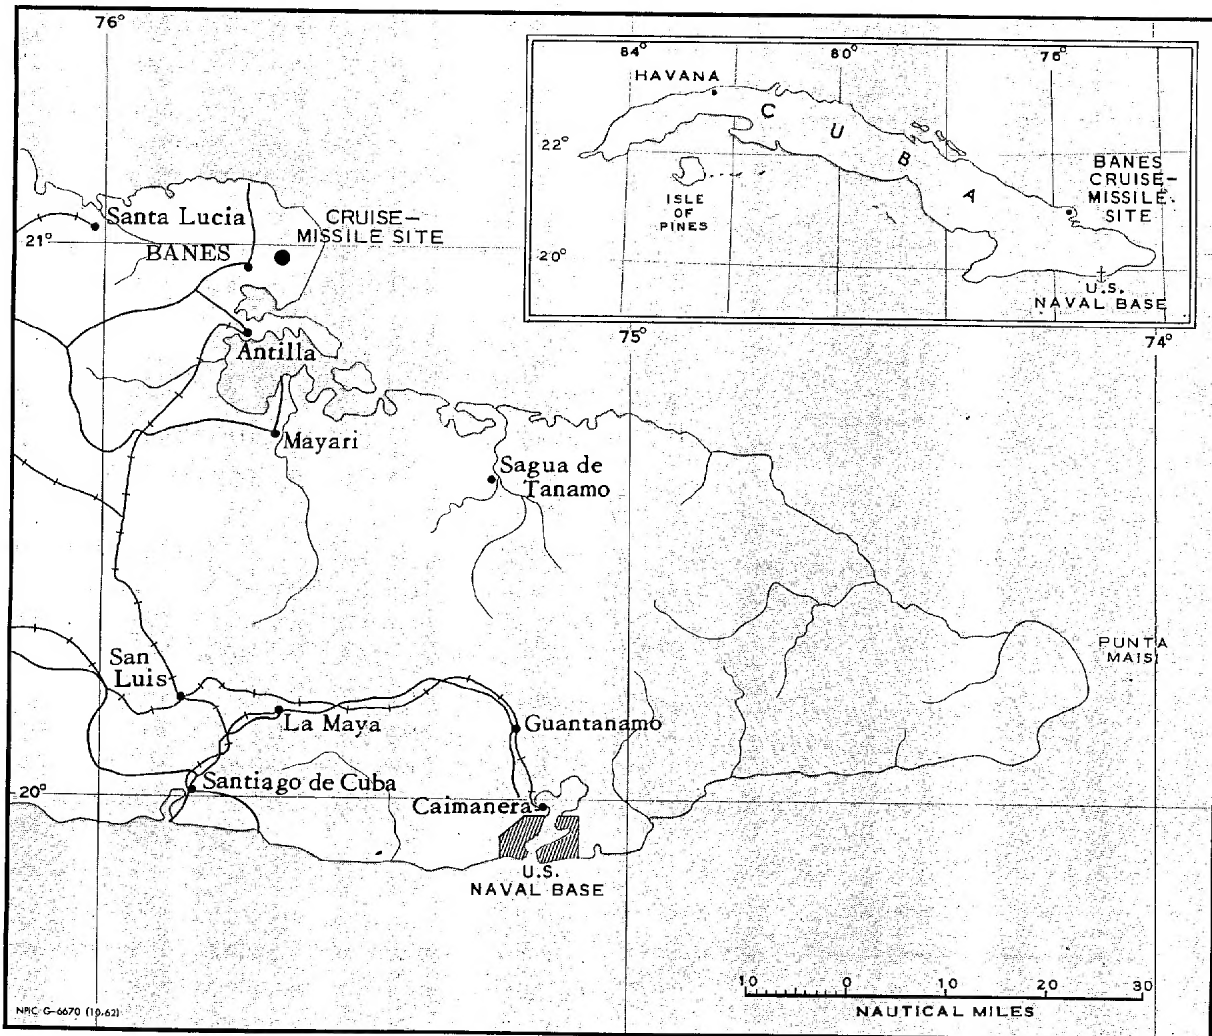 76°
84°
80°
76°
HAVANA
C
U
B
A
22°
BANES
CRUISE-
MISSILE
SITE
ISLE
OF
PINES
20°
U.S.
NAVAL BASE
Santa Lucia
CRUISE-
MISSILE SITE
21°
BANES
75°
74°
Antilla
Mayari
Sagua de
Tanamo
PUNTA
MAISI
San
Luis
La Maya
Guantanamo
Santiago de Cuba
20°
Caimanera
U.S.
NAVAL BASE
10 0 10 20 30
NAUTICAL MILES
NPIC G-6670 (10-62)